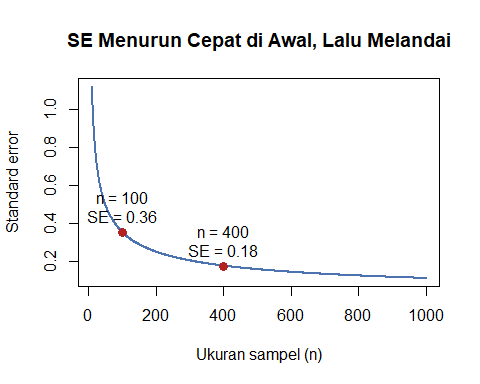 SE Menurun Cepat di Awal, Lalu Melandai
Standard error
1.0
0.8
0.6
0.4
0.2
n = 100
SE = 0.36
n = 400
SE = 0.18
0 200 400 600 800 1000
Ukuran sampel (n)